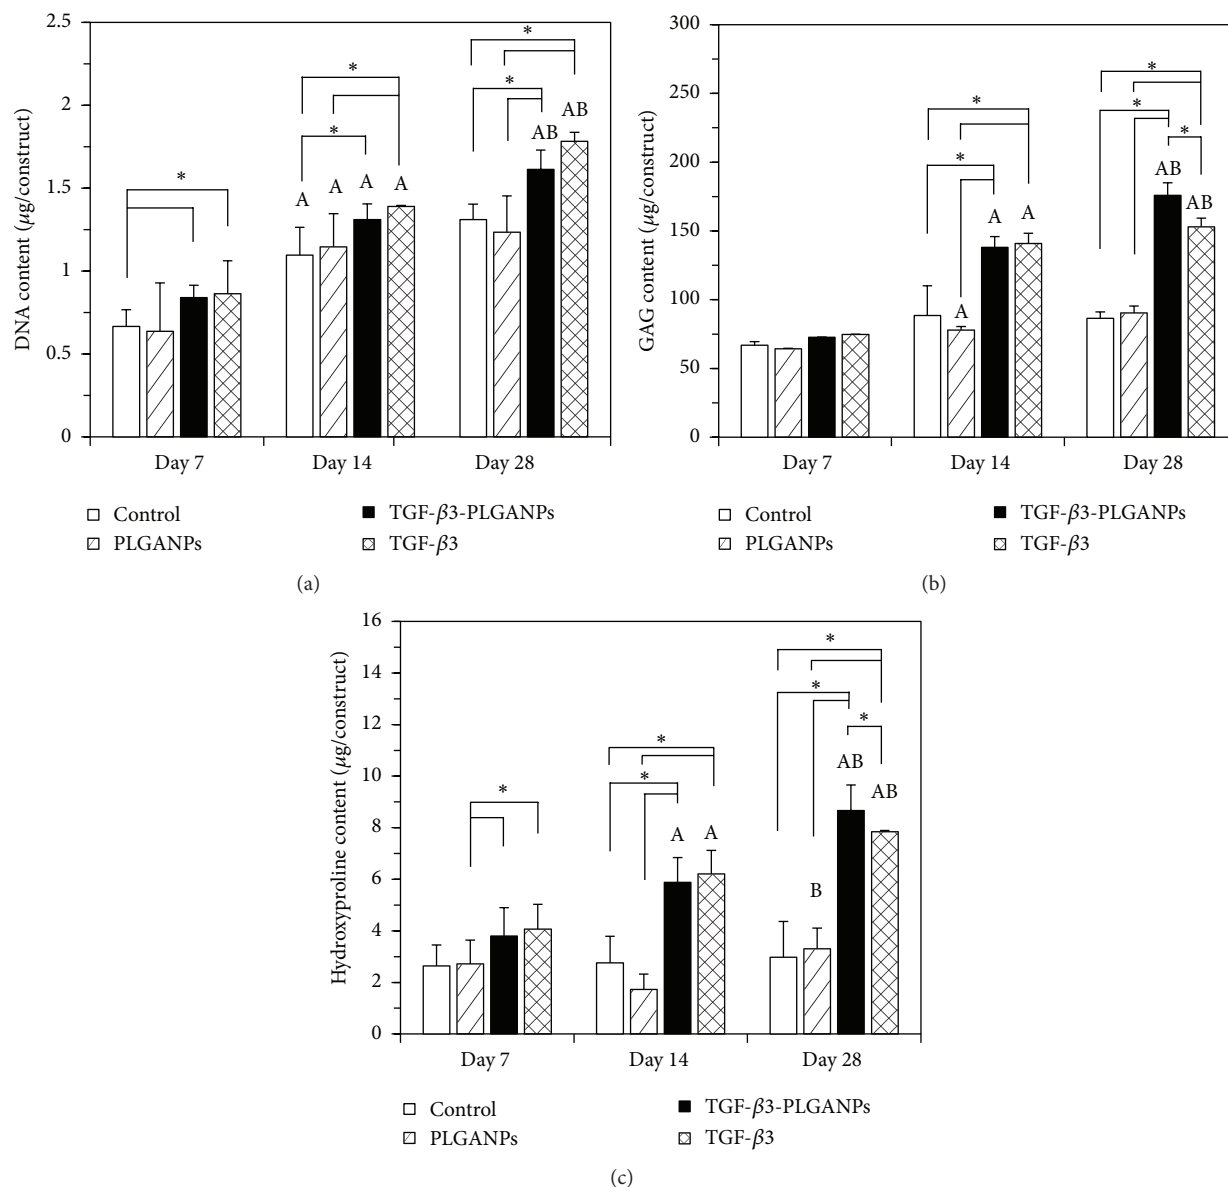 2.5
2
1.5
1
0.5
0
DNA content (μg/construct)
*
*
*
*
*
A
A
A
A
AB
AB
Day 7
Day 14
Day 28
Control
PLGANPs
TGF-β3-PLGANPs
TGF-β3
(a)
300
250
200
150
100
50
0
GAG content (μg/construct)
*
*
*
*
*
A
A
A
AB
AB
Day 7
Day 14
Day 28
Control
PLGANPs
TGF-β3-PLGANPs
TGF-β3
(b)
16
14
12
10
8
6
4
2
0
Hydroxyproline content (μg/construct)
*
*
*
*
*
*
A
A
B
AB
AB
Day 7
Day 14
Day 28
Control
PLGANPs
TGF-β3-PLGANPs
TGF-β3
(c)